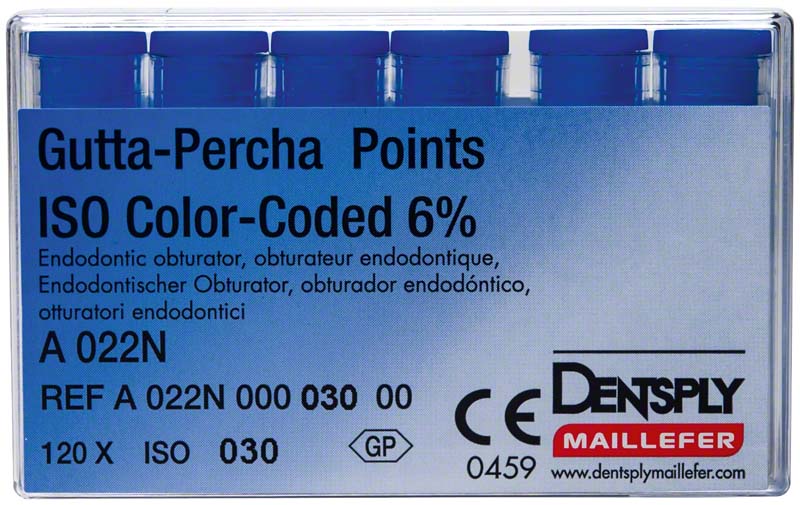 Gutta-Percha Points
ISO Color-Coded 6%
Endodontic obturator, obturateur endodontique,
Endodontischer Obturator, obturador endodóntico,
otturatori endodontici
A 022N
REF A 022N 000 030 00
120 X ISO 030
GP
CE
0459
DENTSPLY
MAILLEFER
www.dentsplymaillefer.com